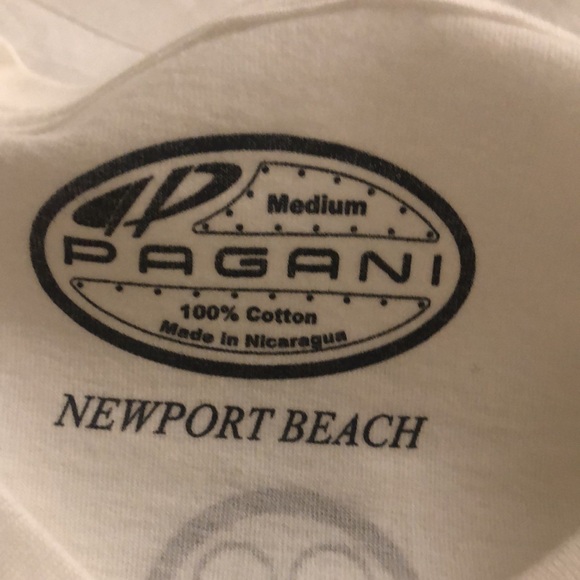 Medium
PAGANI
100% Cotton
Made in Nicaragua
NEWPORT BEACH